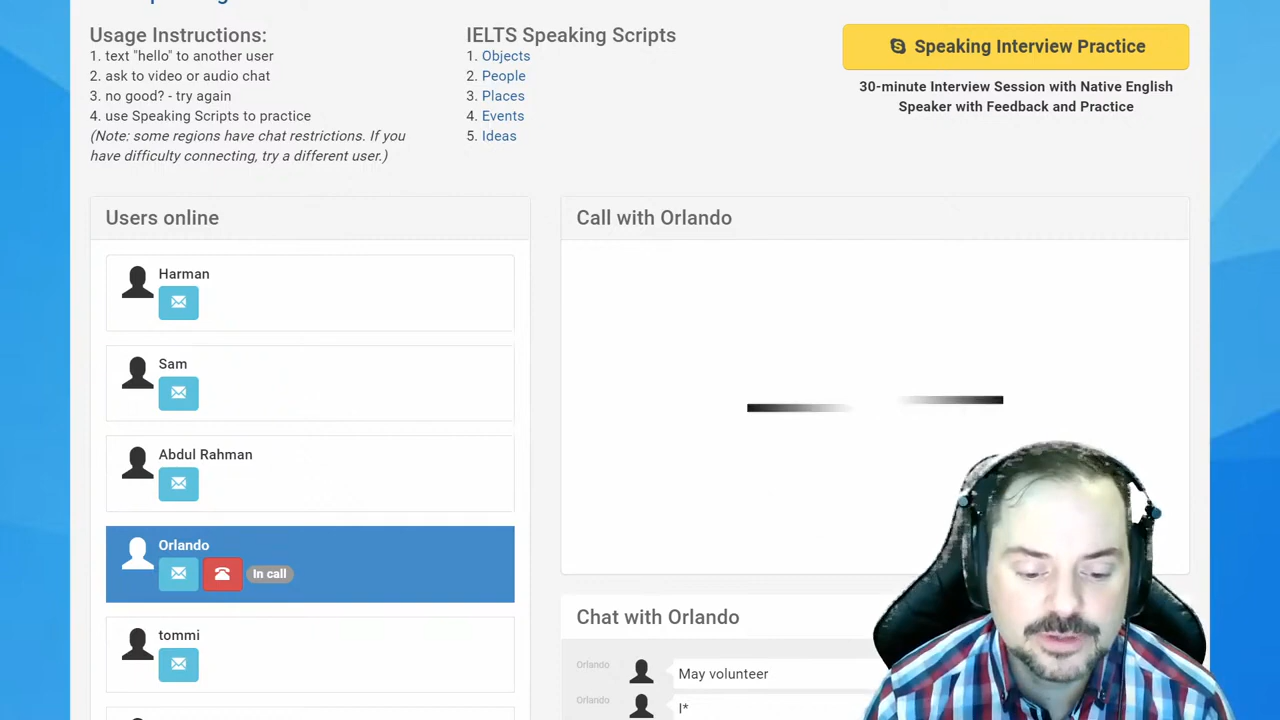 Usage Instructions:
1. text "hello" to another user
2. ask to video or audio chat
3. no good? - try again
4. use Speaking Scripts to practice
(Note: some regions have chat restrictions. If you
have difficulty connecting, try a different user.)
IELTS Speaking Scripts
1. Objects
2. People
3. Places
4. Events
5. Ideas
Speaking Interview Practice
30-minute Interview Session with Native English
Speaker with Feedback and Practice
Users online
Harman
Sam
Abdul Rahman
Orlando
In call
tommi
Call with Orlando
Chat with Orlando
Orlando
May volunteer
Orlando
I*